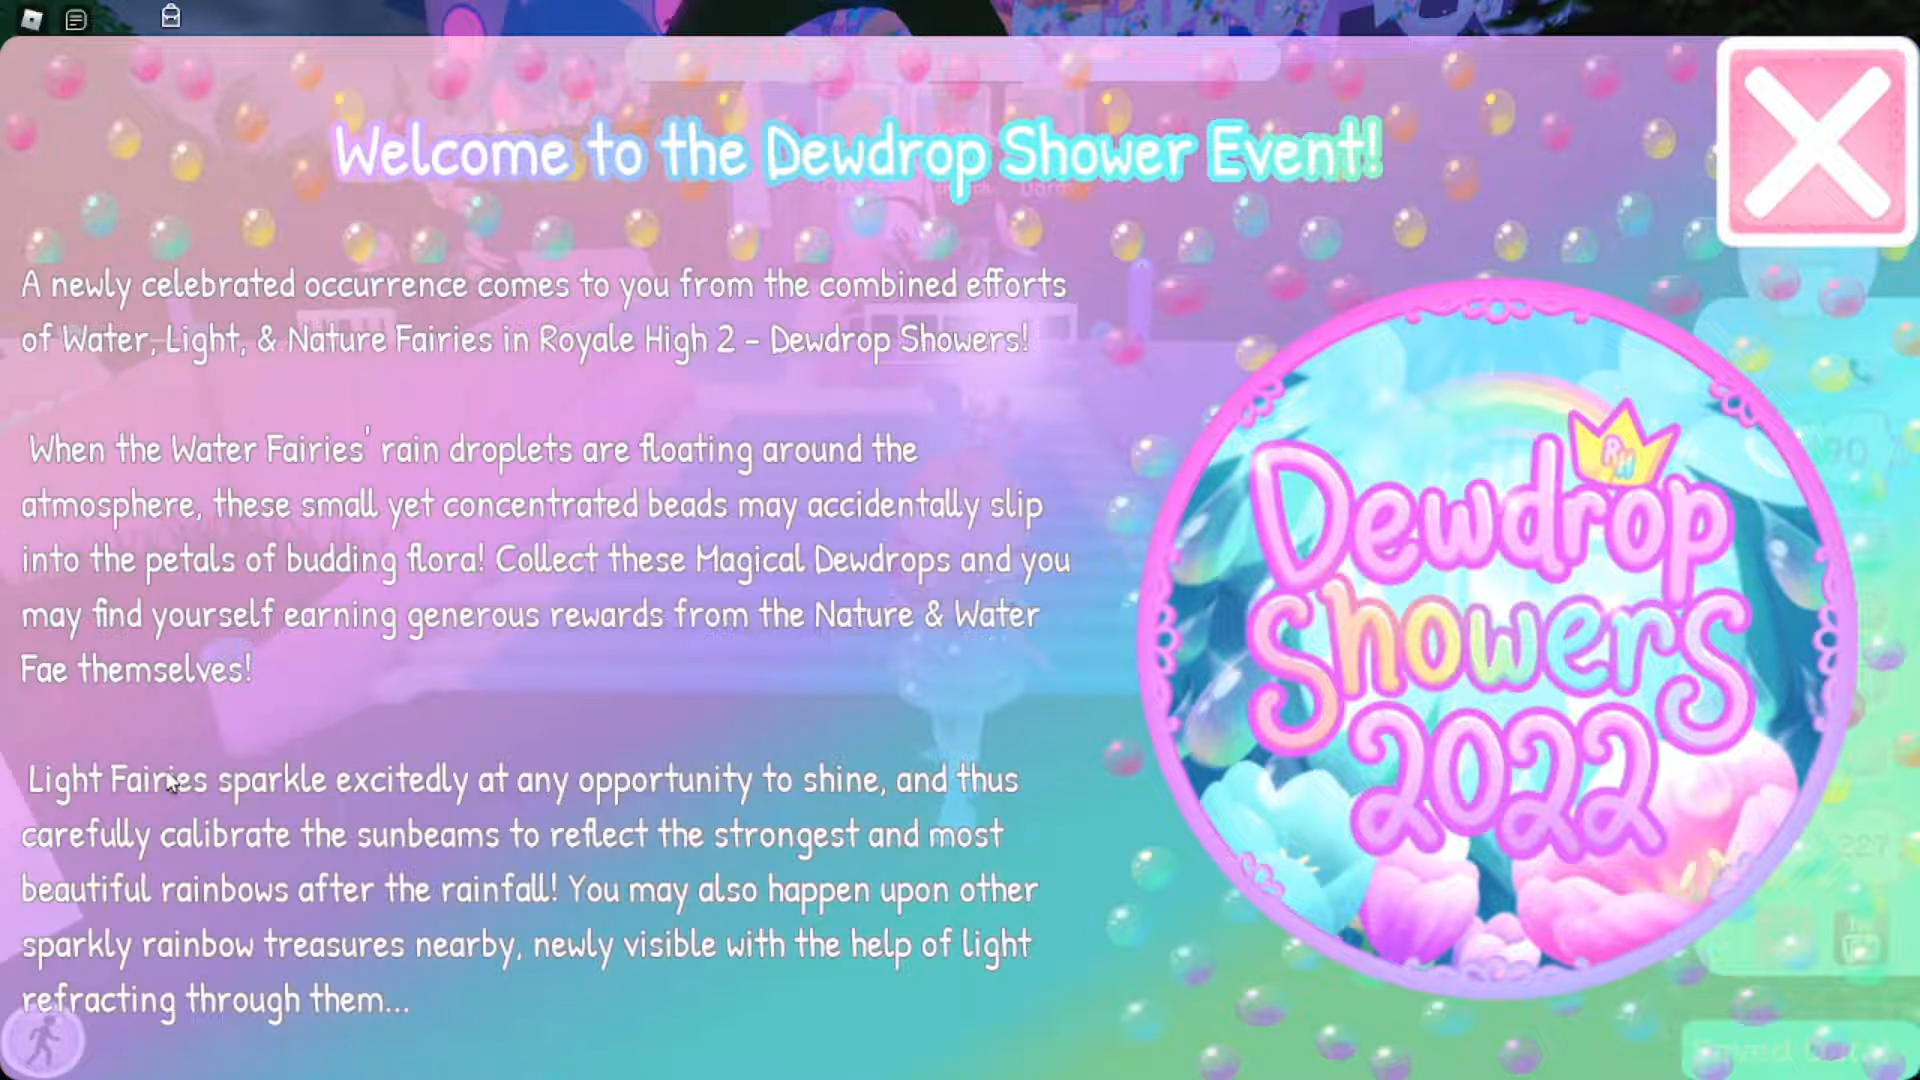 Welcome to the Dewdrop Shower Event!
A newly celebrated occurrence comes to you from the combined efforts
of Water, Light, & Nature Fairies in Royale High 2 - Dewdrop Showers!
When the Water Fairies' rain droplets are floating around the
atmosphere, these small yet concentrated beads may accidentally slip
into the petals of budding flora! Collect these Magical Dewdrops and you
may find yourself earning generous rewards from the Nature & Water
Fae themselves!
Light Fairies sparkle excitedly at any opportunity to shine, and thus
carefully calibrate the sunbeams to reflect the strongest and most
beautiful rainbows after the rainfall! You may also happen upon other
sparkly rainbow treasures nearby, newly visible with the help of light
refracting through them...
RH
Dewdrop
Showers
2022